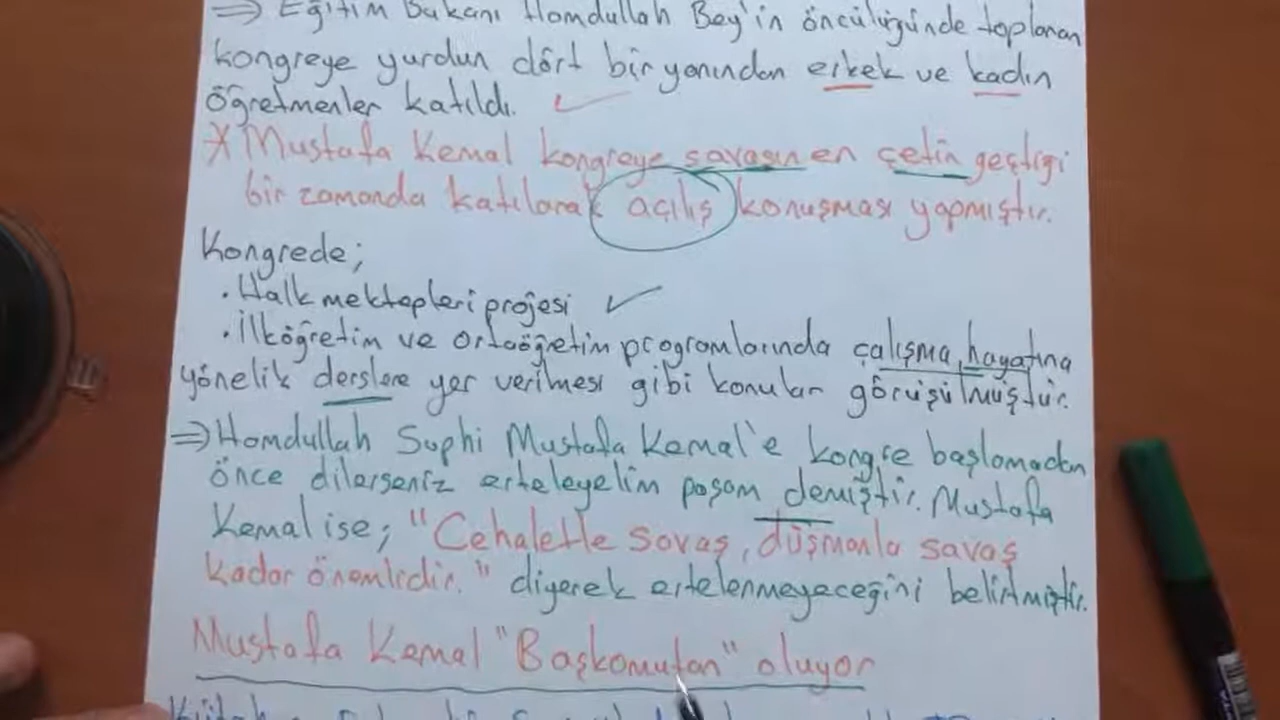 ⇒ Eğitim Bakanı Hamdullah Bey'in öncülüğünde toplanan
kongreye yurdun dört bir yanından erkek ve kadın
öğretmenler katıldı.
* Mustafa Kemal kongreye savaşın en çetin geçtiği
bir zamanda katılarak açılış konuşması yapmıştır.
Kongrede;
· Halk mektepleri projesi
· İlköğretim ve ortaöğretim programlarında çalışma hayatına
yönelik derslere yer verilmesi gibi konular görüşülmüştür.
⇒ Hamdullah Suphi Mustafa Kemal'e kongre başlamadan
önce dilerseniz erteleyelim paşam demiştir. Mustafa
Kemal ise; "Cehaletle savaş, düşmanla savaş
kadar önemlidir." diyerek ertelenmeyeceğini belirtmiştir.
Mustafa Kemal "Başkomutan" oluyor